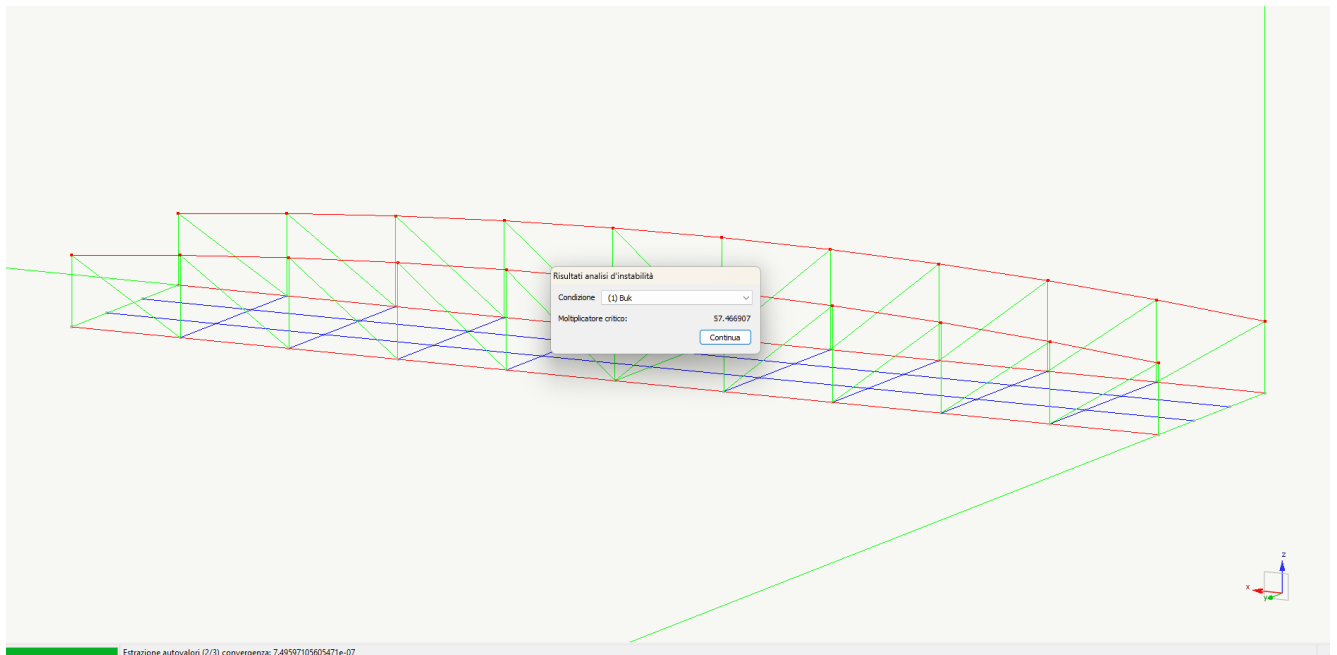 Risultati analisi d'instabilità
Condizione (1) Buk
Moltiplicatore critico: 57.466907
Continua
z
x
y
Estrazione autovalori (2/3) convergenza: 7.49597105605471e-07